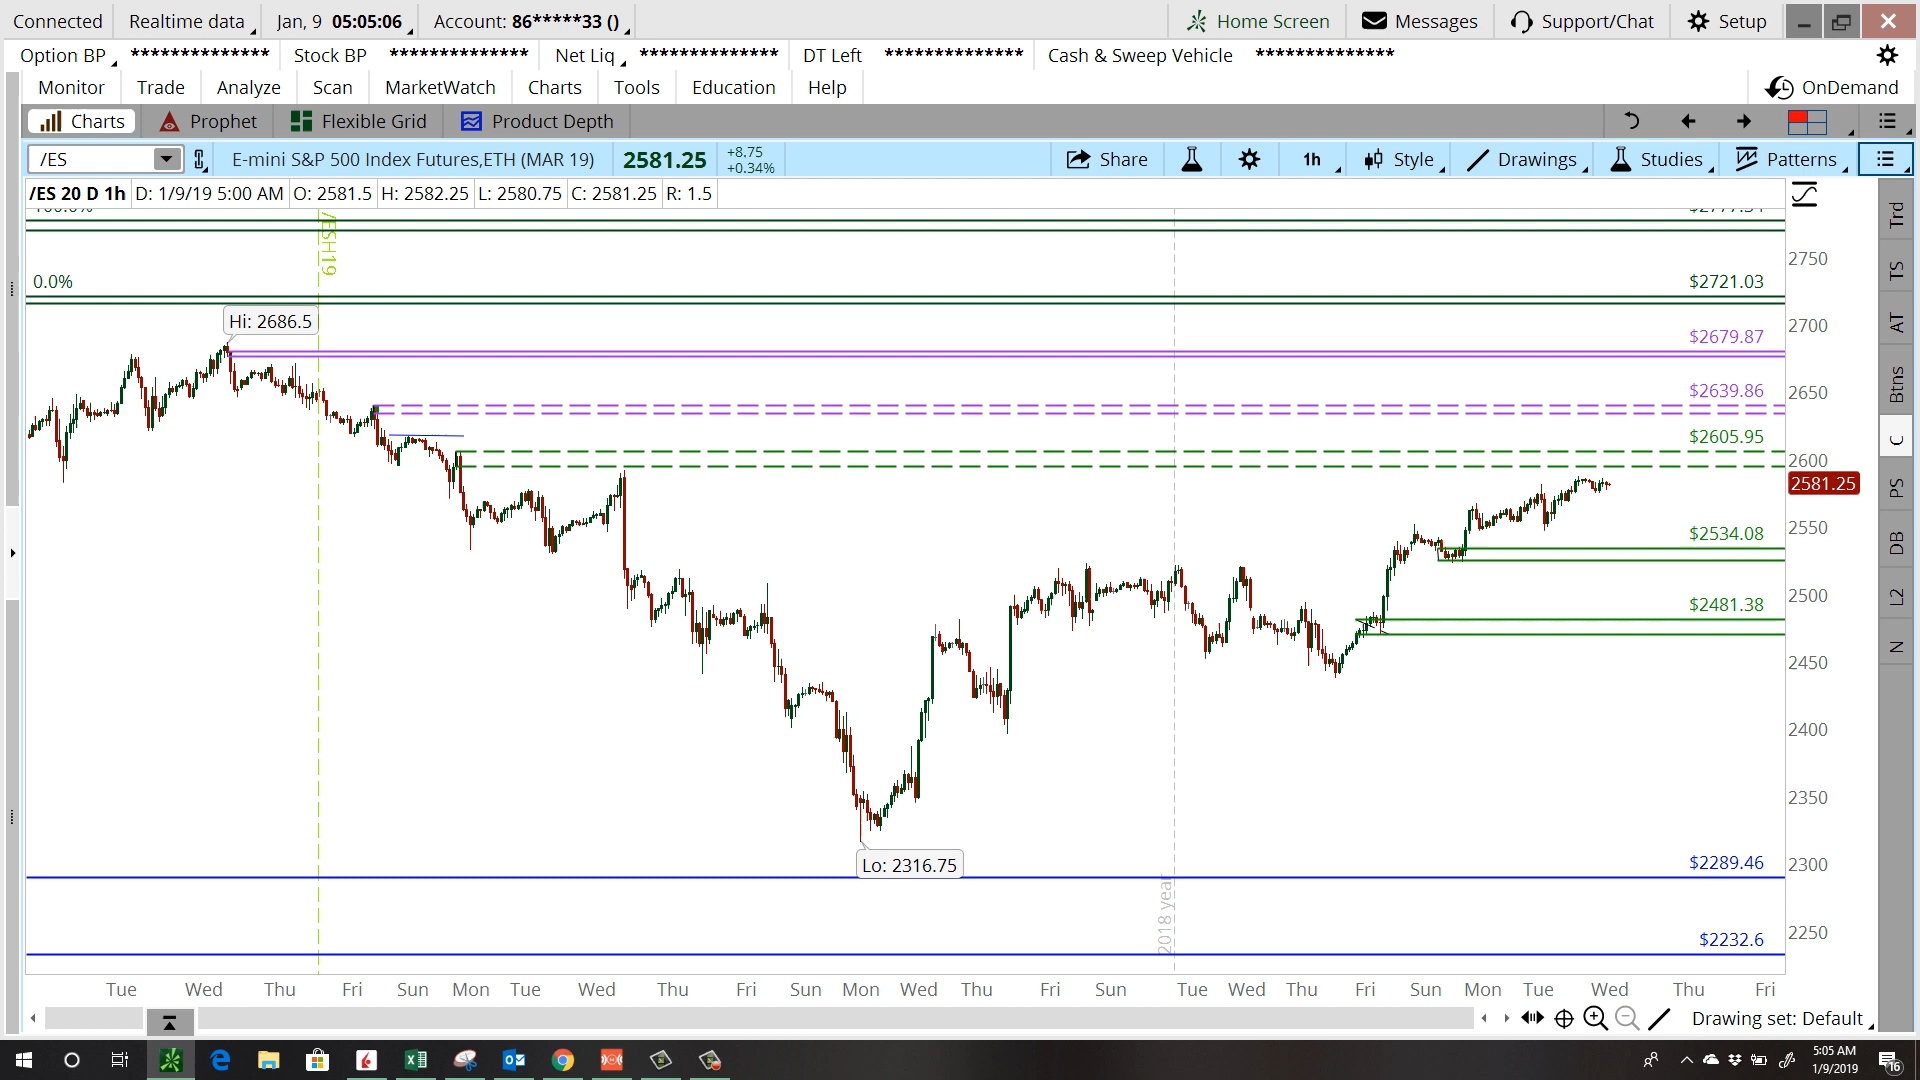 Connected Realtime data Jan, 9 05:05:06 Account: 86*****33 () Home Screen Messages Support/Chat Setup
Option BP ************** Stock BP ************** Net Liq ************** DT Left ************** Cash & Sweep Vehicle **************
Monitor Trade Analyze Scan MarketWatch Charts Tools Education Help OnDemand
Charts Prophet Flexible Grid Product Depth
/ES E-mini S&P 500 Index Futures,ETH (MAR 19) 2581.25 +8.75 +0.34% Share 1h Style Drawings Studies Patterns
/ES 20 D 1h D: 1/9/19 5:00 AM O: 2581.5 H: 2582.25 L: 2580.75 C: 2581.25 R: 1.5
/ESH19
2750
0.0% $2721.03
Hi: 2686.5
2700
$2679.87
$2639.86
2650
$2605.95
2600
2581.25
$2534.08
2550
2500
$2481.38
2450
2400
2350
Lo: 2316.75
$2289.46
2300
2018 year
$2232.6
2250
Trd
TS
AT
Btns
C
PS
DB
L2
N
Tue Wed Thu Fri Sun Mon Tue Wed Thu Fri Sun Mon Wed Thu Fri Sun Tue Wed Thu Fri Sun Mon Tue Wed Thu Fri
Drawing set: Default
5:05 AM
1/9/2019
16